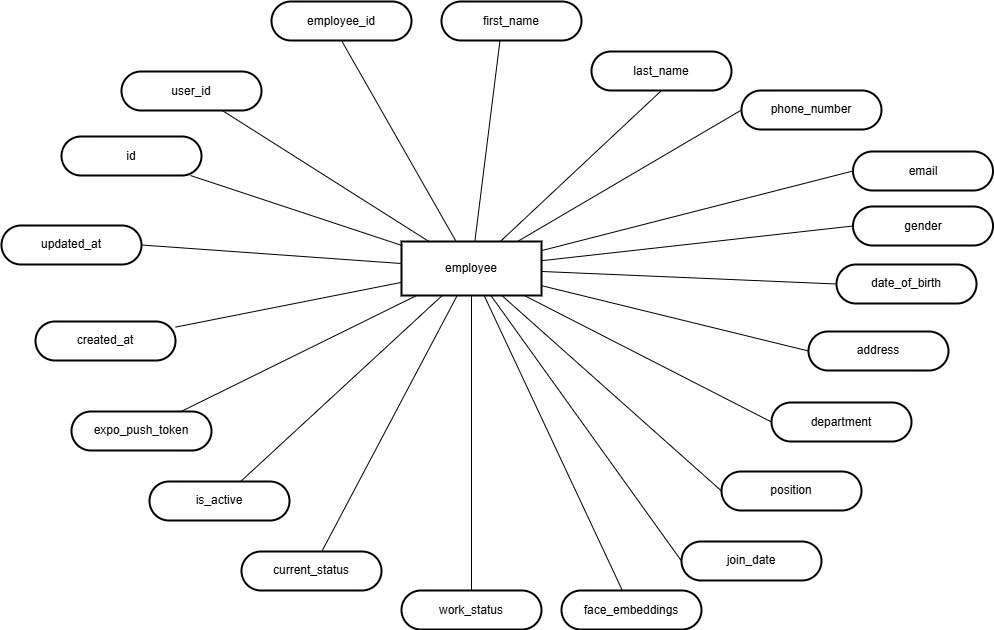 employee_id
first_name
last_name
user_id
phone_number
id
email
gender
updated_at
employee
date_of_birth
created_at
address
department
expo_push_token
position
is_active
join_date
current_status
work_status
face_embeddings